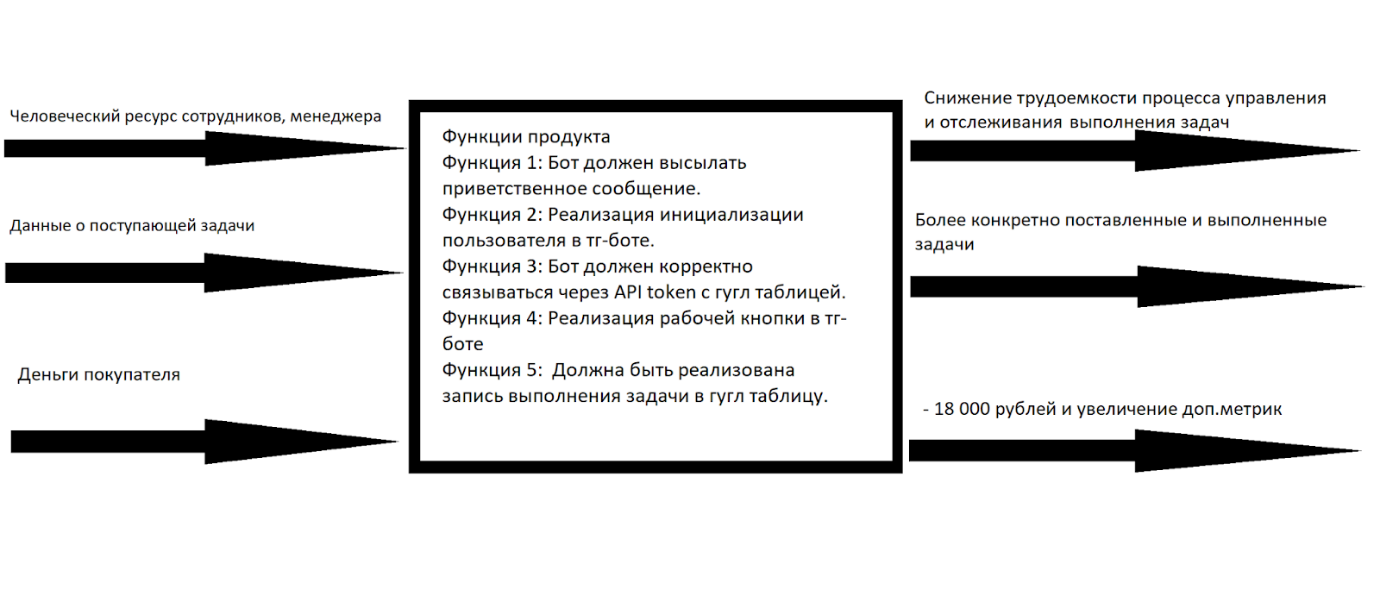 Человеческий ресурс сотрудников, менеджера
Данные о поступающей задачи
Деньги покупателя
Функции продукта
Функция 1: Бот должен высылать
приветственное сообщение.
Функция 2: Реализация инициализации
пользователя в тг-боте.
Функция 3: Бот должен корректно
связываться через API token с гугл таблицей.
Функция 4: Реализация рабочей кнопки в тг-
боте
Функция 5:  Должна быть реализована
запись выполнения задачи в гугл таблицу.
Снижение трудоемкости процесса управления
и отслеживания выполнения задач
Более конкретно поставленные и выполненные
задачи
- 18 000 рублей и увеличение доп.метрик